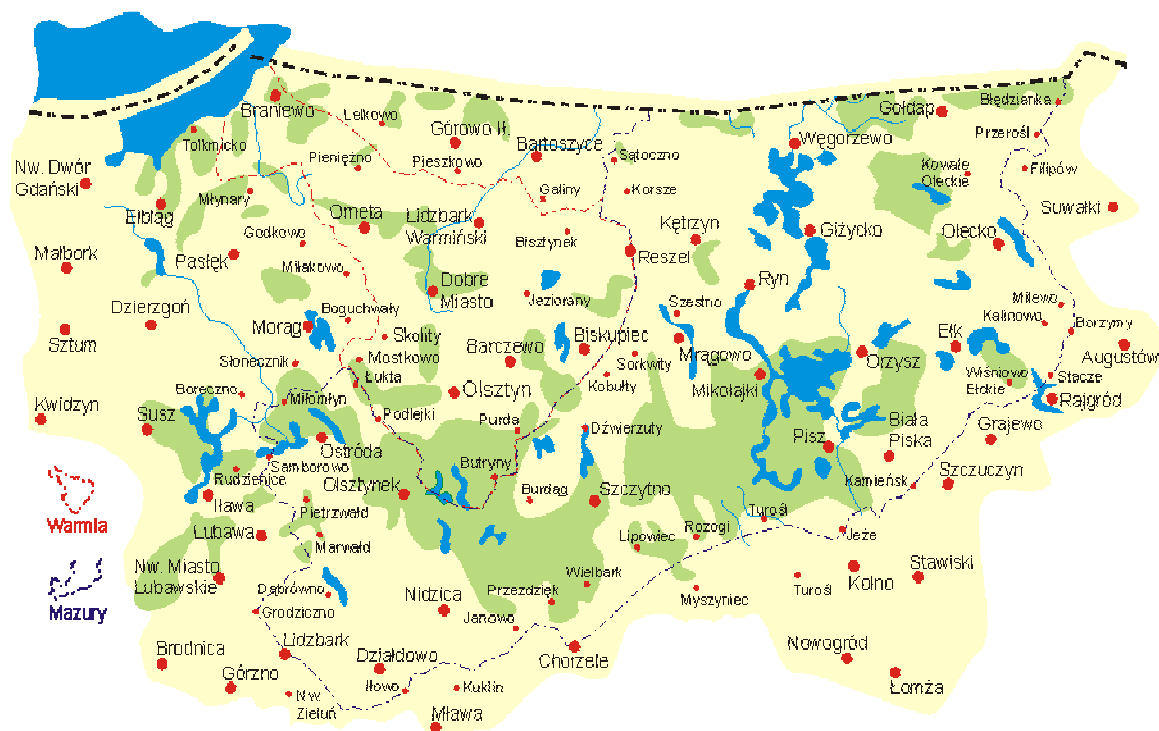 Braniewo
Lelkowo
Górowo Ił.
Bartoszyce
Gołdap
Błędzianka
Tolkmicko
Pieniężno
Pieszkowo
Sątoczno
Węgorzewo
Przerośl
Nw. Dwór
Gdański
Młynary
Galiny
Korsze
Kowale
Oleckie
Filipów
Elbląg
Orneta
Lidzbark
Warmiński
Kętrzyn
Giżycko
Olecko
Suwałki
Godkowo
Bisztynek
Malbork
Pasłęk
Miłakowo
Dobre
Miasto
Reszel
Ryn
Dzierzgoń
Boguchwały
Jeziorany
Szestno
Milewo
Kalinowo
Morąg
Skolity
Biskupiec
Ełk
Borzymy
Sztum
Słonecznik
Mostkowo
Barczewo
Sorkwity
Mrągowo
Orzysz
Augustów
Łukta
Kobułty
Mikołajki
Wiśniowo
Ełckie
Stacze
Boreczno
Miłomłyn
Olsztyn
Rajgród
Kwidzyn
Susz
Podlejki
Purda
Dźwierzuty
Pisz
Biała
Piska
Grajewo
Ostróda
Samborowo
Rudzienice
Butryny
Szczuczyn
Olsztynek
Burdąg
Szczytno
Kamieńsk
Iława
Pietrzwałd
Turośl
Warmia
Lubawa
Marwałd
Lipowiec
Rozogi
Jeże
Nw. Miasto
Lubawskie
Wielbark
Stawiski
Mazury
Dąbrówno
Nidzica
Przezdzięk
Myszyniec
Turośl
Kolno
Grodziczno
Janowo
Brodnica
Lidzbark
Działdowo
Chorzele
Nowogród
Górzno
Nw.
Zieluń
Iłowo
Kuklin
Łomża
Mława